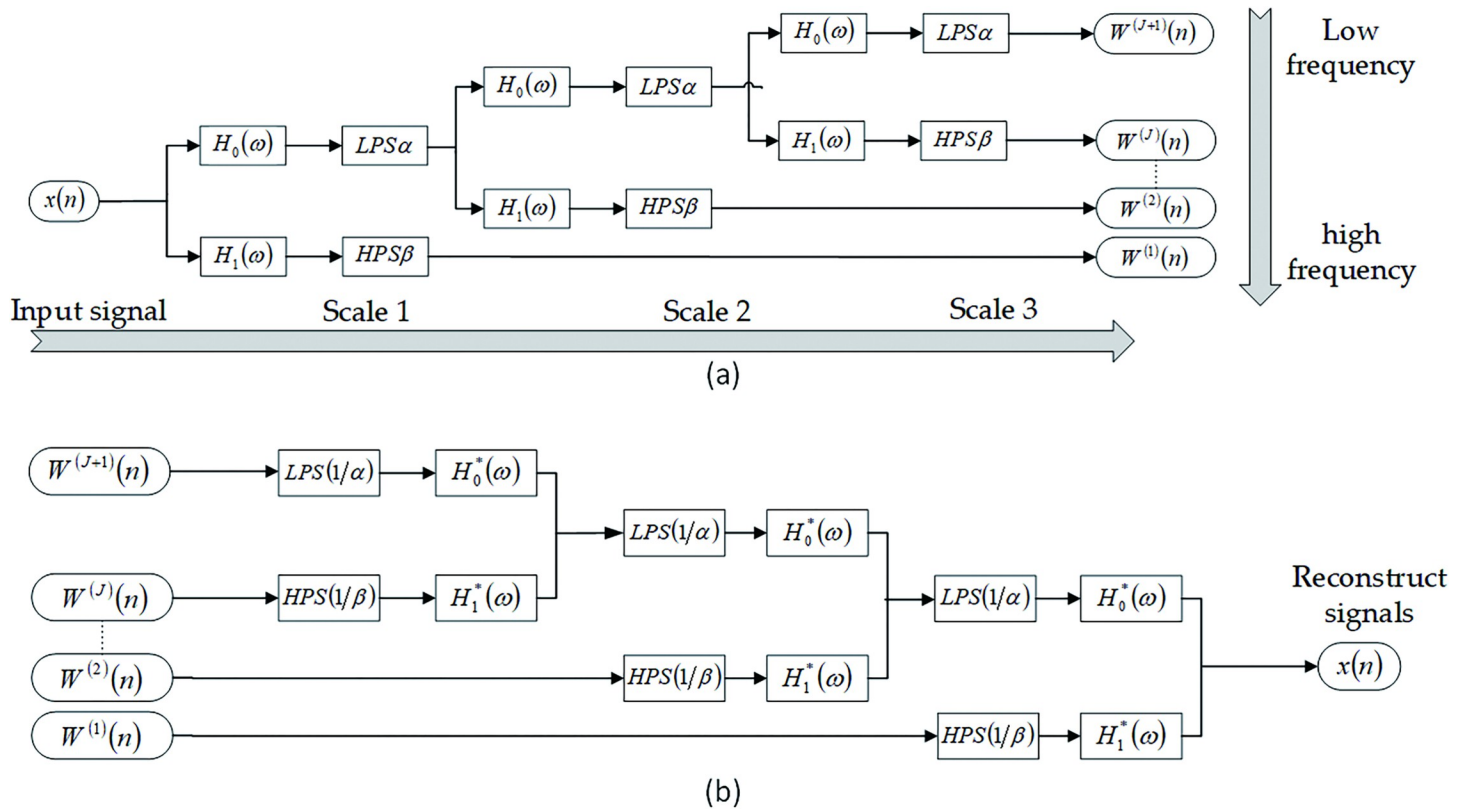 H₀(ω) LPSα W^(J+1)(n)
Low
frequency
H₀(ω) LPSα
H₀(ω) LPSα H₁(ω) HPSβ W^(J)(n)
x(n) H₁(ω) HPSβ W^(2)(n)
H₁(ω) HPSβ W^(1)(n)
high
frequency
Input signal Scale 1 Scale 2 Scale 3
(a)
W^(J+1)(n) LPS(1/α) H₀*(ω)
LPS(1/α) H₀*(ω)
W^(J)(n) HPS(1/β) H₁*(ω) LPS(1/α) H₀*(ω)
Reconstruct
signals
W^(2)(n) HPS(1/β) H₁*(ω) x(n)
W^(1)(n) HPS(1/β) H₁*(ω)
(b)